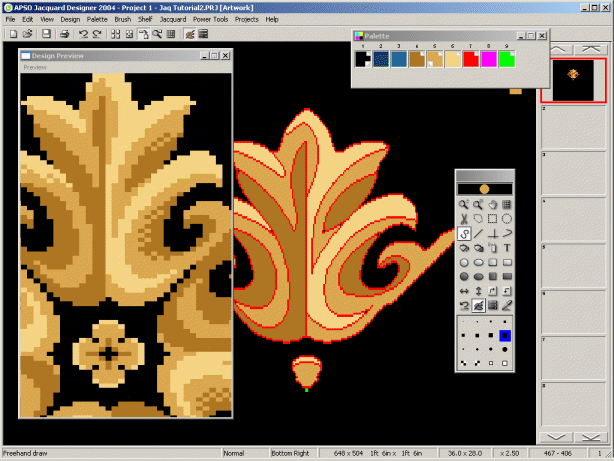 APSO Jacquard Designer 2004 - Project 1 - Jaq Tutorial2.PRJ [Artwork]
File Edit View Design Palette Brush Shelf Jacquard Power Tools Projects Help
Palette
1 2 3 4 5 6 7 8 9
Design Preview
Preview
2
3
4
5
6
7
8
T
Freehand draw Normal Bottom Right 648 x 504 1ft 6in x 1ft 6in 36.0 x 28.0 x 2.50 467 - 406 1